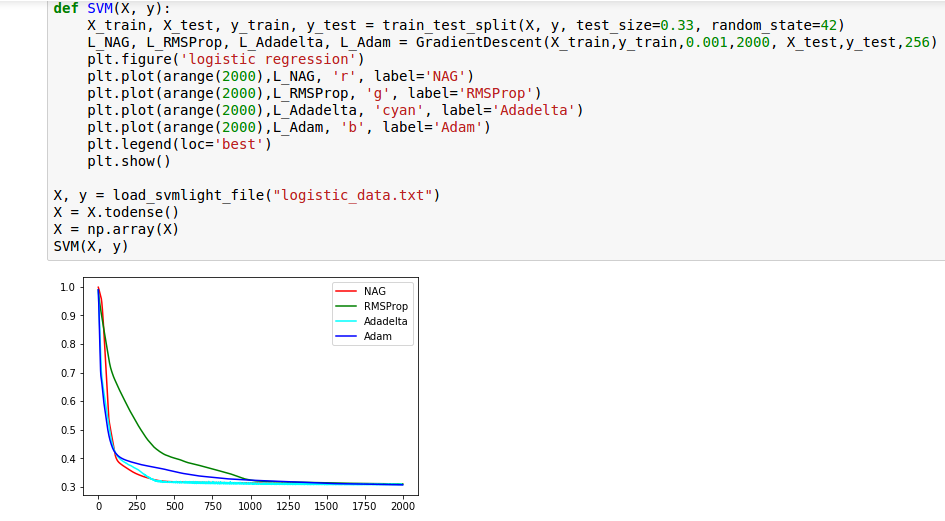 def SVM(X, y):
    X_train, X_test, y_train, y_test = train_test_split(X, y, test_size=0.33, random_state=42)
    L_NAG, L_RMSProp, L_Adadelta, L_Adam = GradientDescent(X_train,y_train,0.001,2000, X_test,y_test,256)
    plt.figure('logistic regression')
    plt.plot(arange(2000),L_NAG, 'r', label='NAG')
    plt.plot(arange(2000),L_RMSProp, 'g', label='RMSProp')
    plt.plot(arange(2000),L_Adadelta, 'cyan', label='Adadelta')
    plt.plot(arange(2000),L_Adam, 'b', label='Adam')
    plt.legend(loc='best')
    plt.show()
X, y = load_svmlight_file("logistic_data.txt")
X = X.todense()
X = np.array(X)
SVM(X, y)
1.0
0.9
0.8
0.7
0.6
0.5
0.4
0.3
NAG
RMSProp
Adadelta
Adam
0 250 500 750 1000 1250 1500 1750 2000